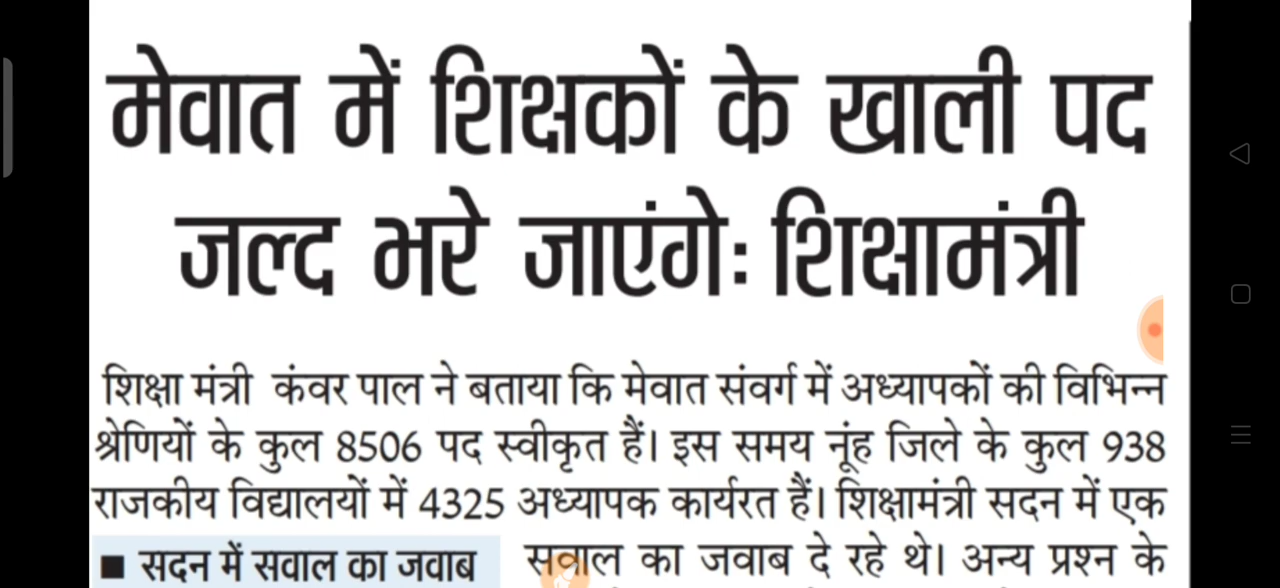 मेवात में शिक्षकों के खाली पद
जल्द भरे जाएंगेः शिक्षामंत्री
शिक्षा मंत्री कंवर पाल ने बताया कि मेवात संवर्ग में अध्यापकों की विभिन्न
श्रेणियों के कुल 8506 पद स्वीकृत हैं। इस समय नूंह जिले के कुल 938
राजकीय विद्यालयों में 4325 अध्यापक कार्यरत हैं। शिक्षामंत्री सदन में एक
■ सदन में सवाल का जवाब
सवाल का जवाब दे रहे थे। अन्य प्रश्न के